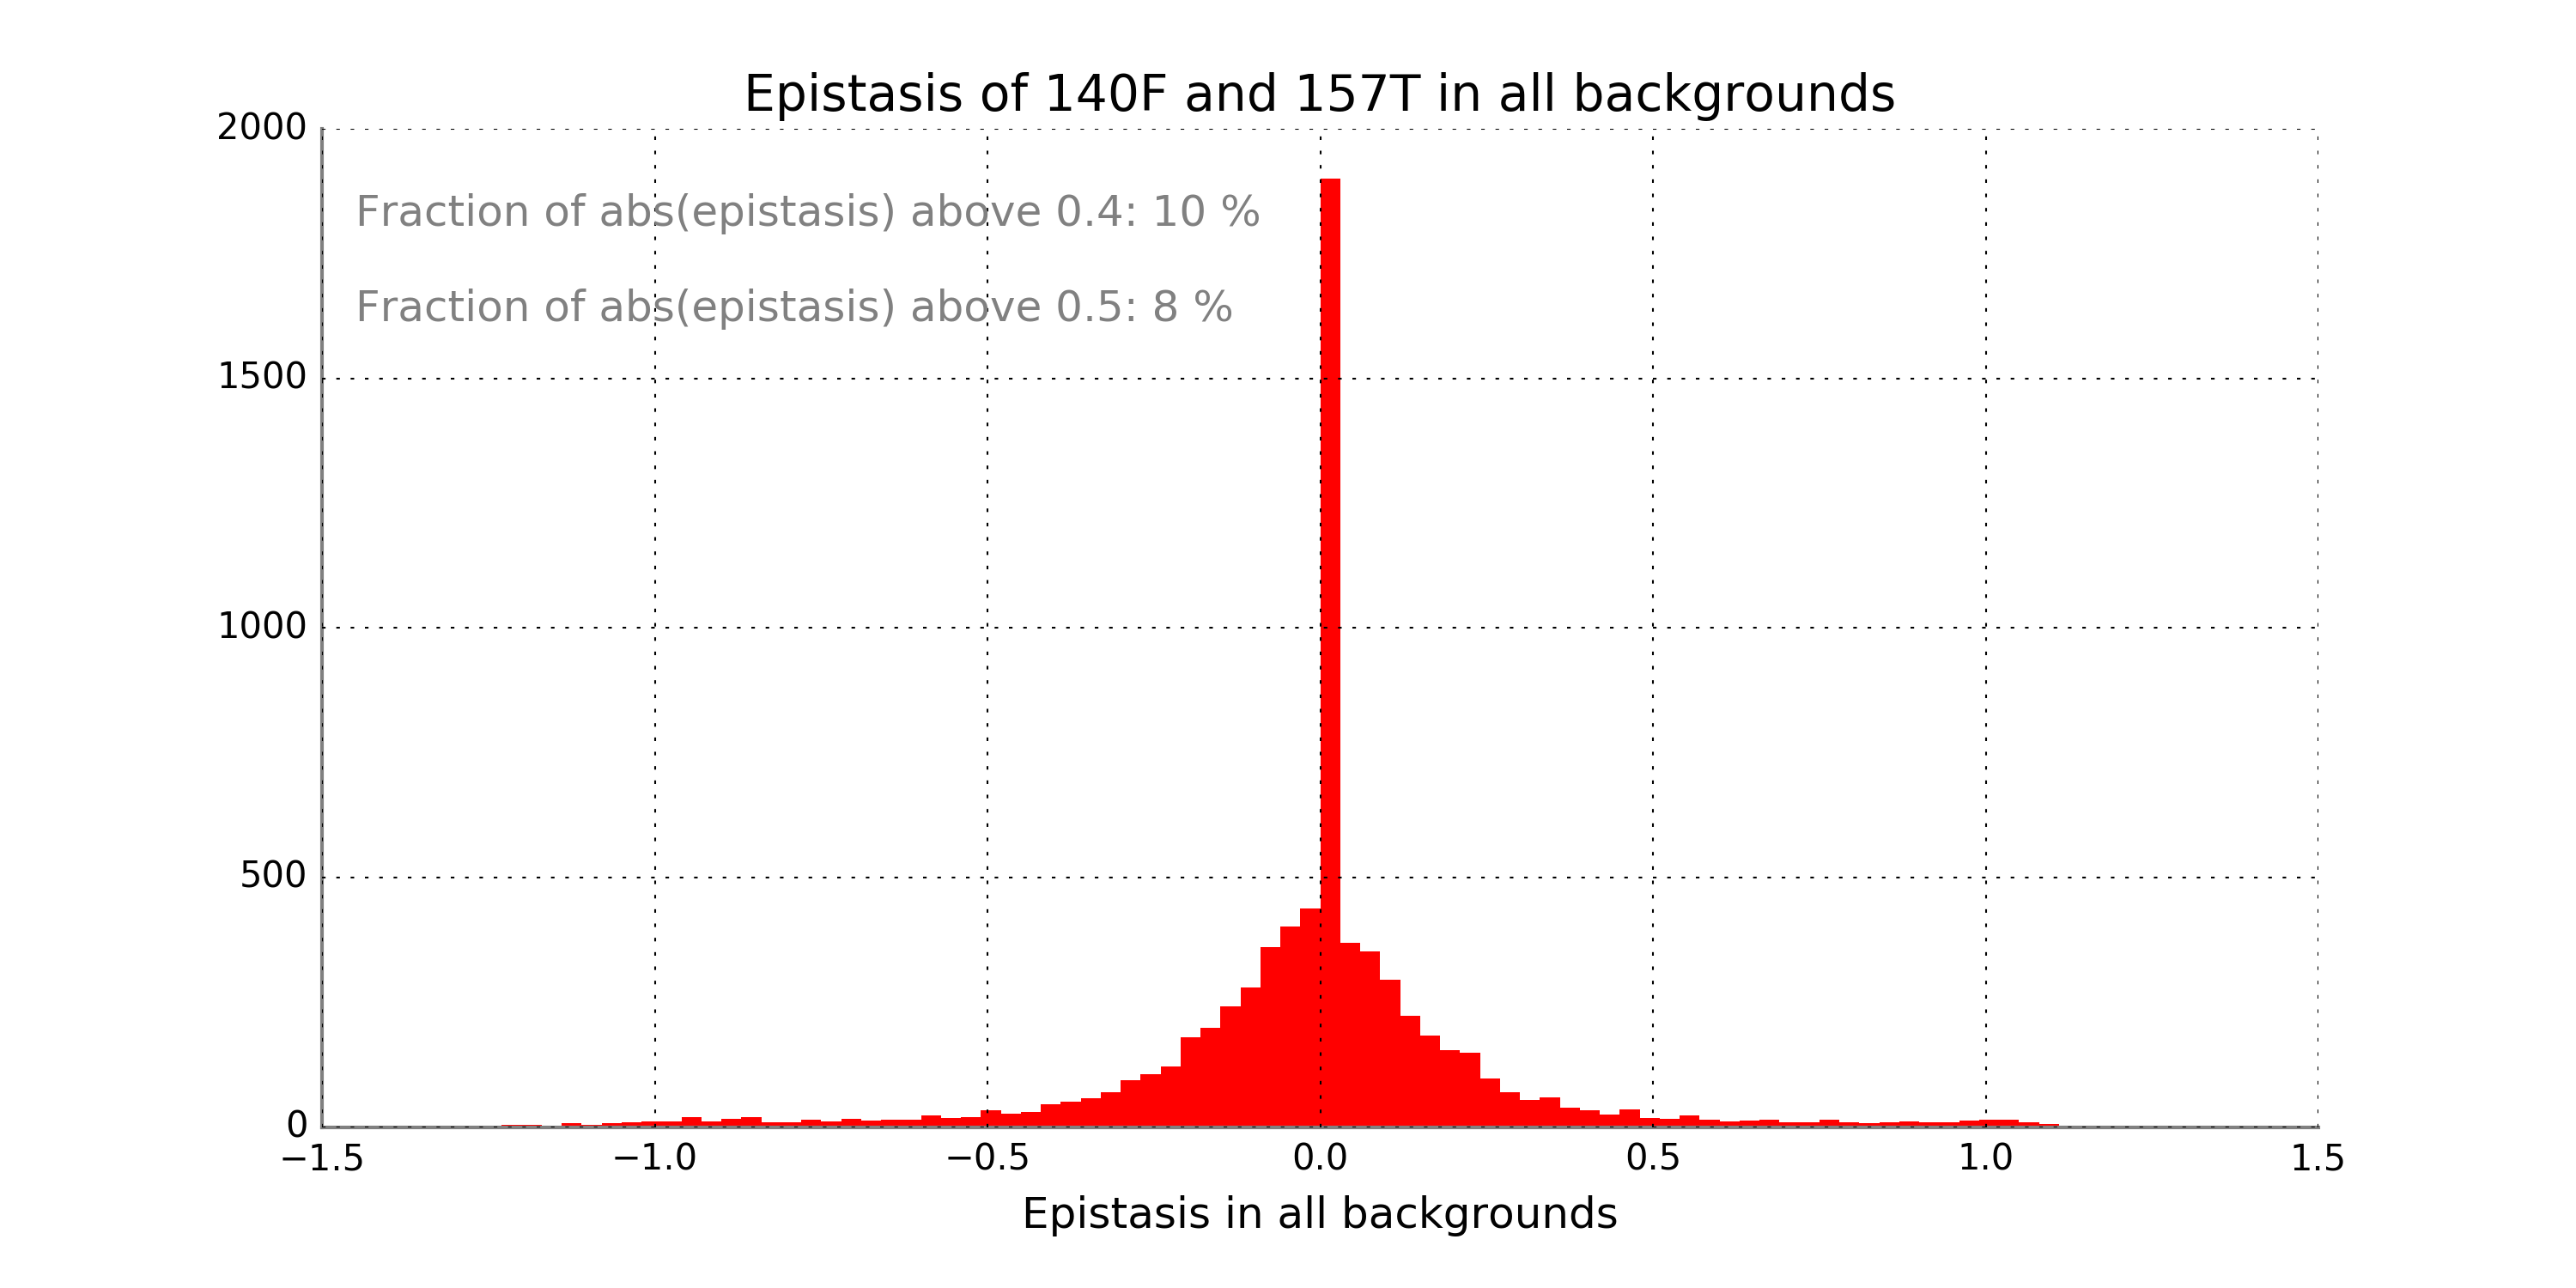 Epistasis of 140F and 157T in all backgrounds
2000
Fraction of abs(epistasis) above 0.4: 10 %
Fraction of abs(epistasis) above 0.5: 8 %
1500
1000
500
0
−1.5 −1.0 −0.5 0.0 0.5 1.0 1.5
Epistasis in all backgrounds